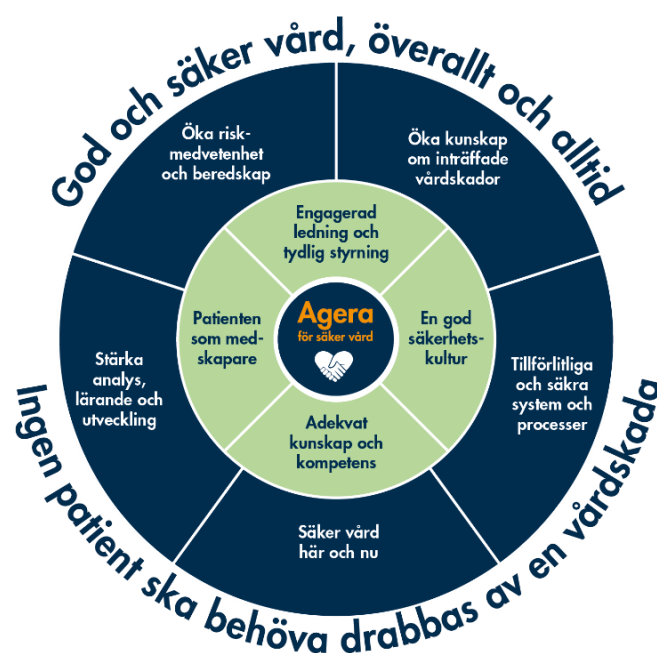 God och säker vård, överallt och alltid
Öka risk-
medvetenhet
och beredskap
Öka kunskap
om inträffade
vårdskador
Engagerad
ledning och
tydlig styrning
Patienten
som med-
skapare
Agera
för säker vård
En god
säkerhets-
kultur
Stärka
analys,
lärande och
utveckling
Tillförlitliga
och säkra
system och
processer
Adekvat
kunskap och
kompetens
Säker vård
här och nu
Ingen patient ska behöva drabbas av en vårdskada